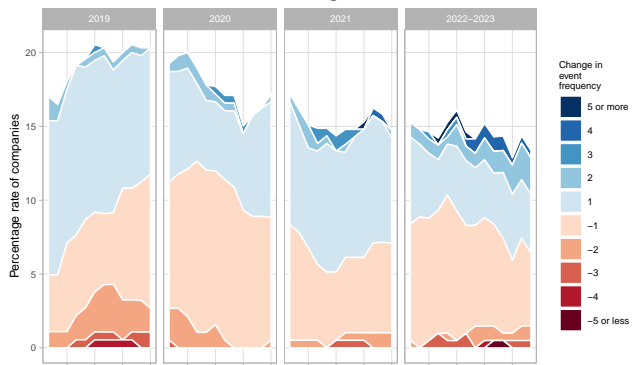 2019
2020
2021
2022–2023
20
15
10
5
0
Percentage rate of companies
Change in
event
frequency
5 or more
4
3
2
1
−1
−2
−3
−4
−5 or less